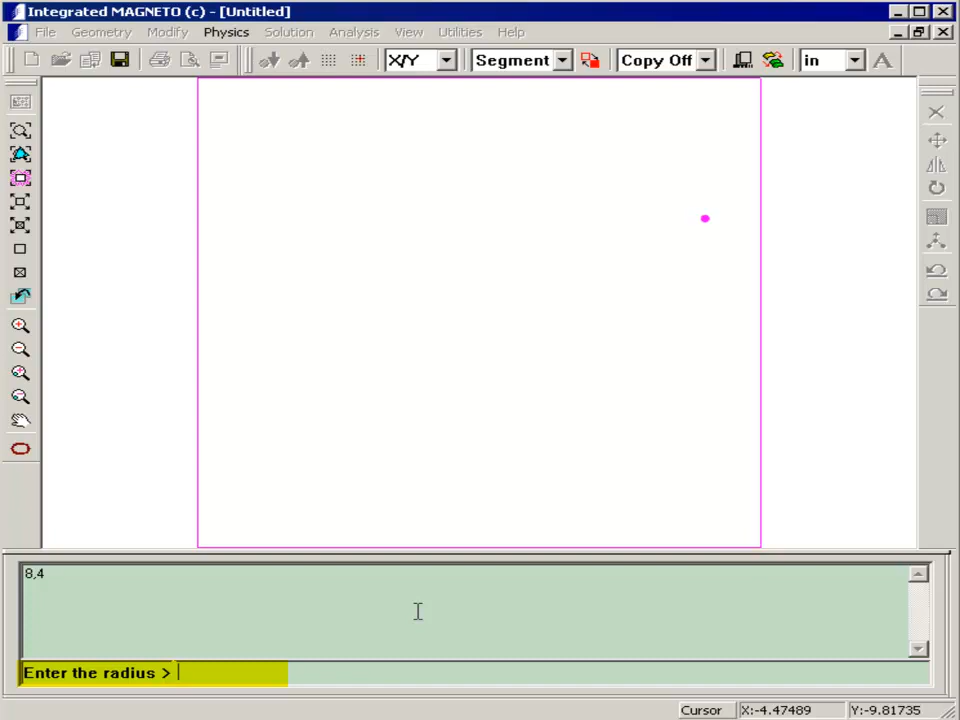 Integrated MAGNETO (c) - [Untitled]
File Geometry Modify Physics Solution Analysis View Utilities Help
X/Y Segment Copy Off in A
8,4
Enter the radius >
Cursor X:-4.47489 Y:-9.81735